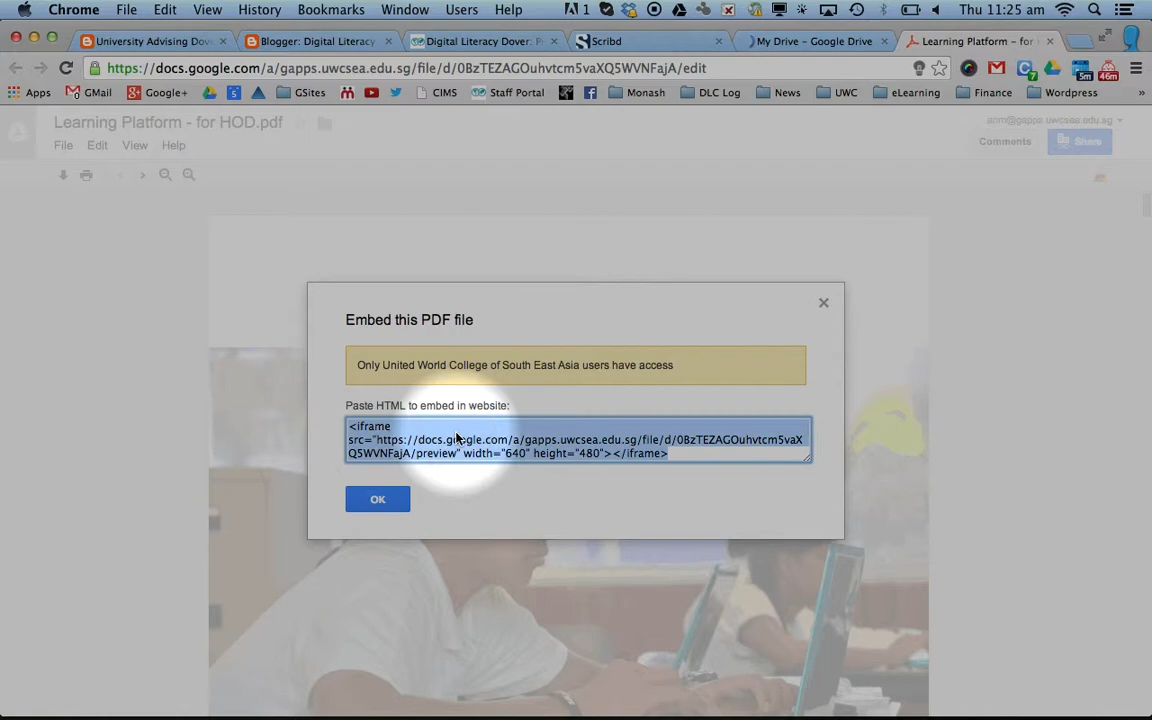 Chrome File Edit View History Bookmarks Window Users Help 1 Thu 11:25 am
University Advising Dov Blogger: Digital Literacy Digital Literacy Dover: P Scribd My Drive – Google Drive Learning Platform – for
https://docs.google.com/a/gapps.uwcsea.edu.sg/file/d/0BzTEZAGOuhvtcm5vaXQ5WVNFajA/edit
Apps GMail Google+ GSites CIMS Staff Portal Monash DLC Log News UWC eLearning Finance Wordpress »
7 5m 46m
Learning Platform - for HOD.pdf
File Edit View Help
Comments Share
Embed this PDF file
Only United World College of South East Asia users have access
Paste HTML to embed in website:
<iframe
src="https://docs.google.com/a/gapps.uwcsea.edu.sg/file/d/0BzTEZAGOuhvtcm5vaX
Q5WVNFajA/preview" width="640" height="480"></iframe>
OK